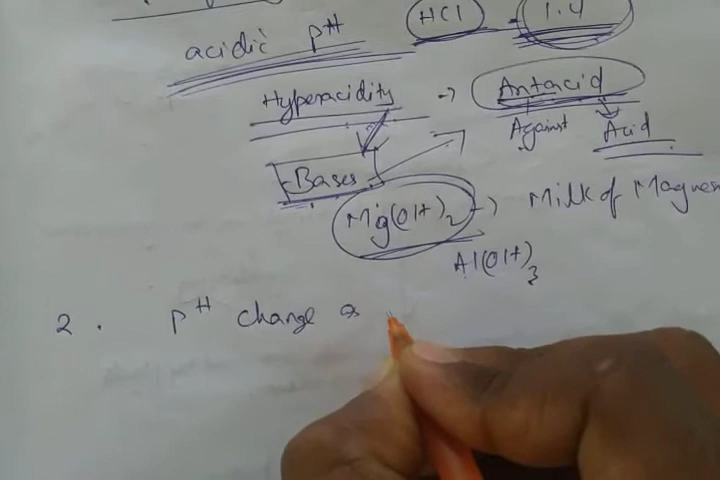 HCl 1.4
acidic pH
Hyperacidity → Antacid
Against Acid
Bases
Mg(OH)2 → Milk of Magnes
Al(OH)3
2. pH change as